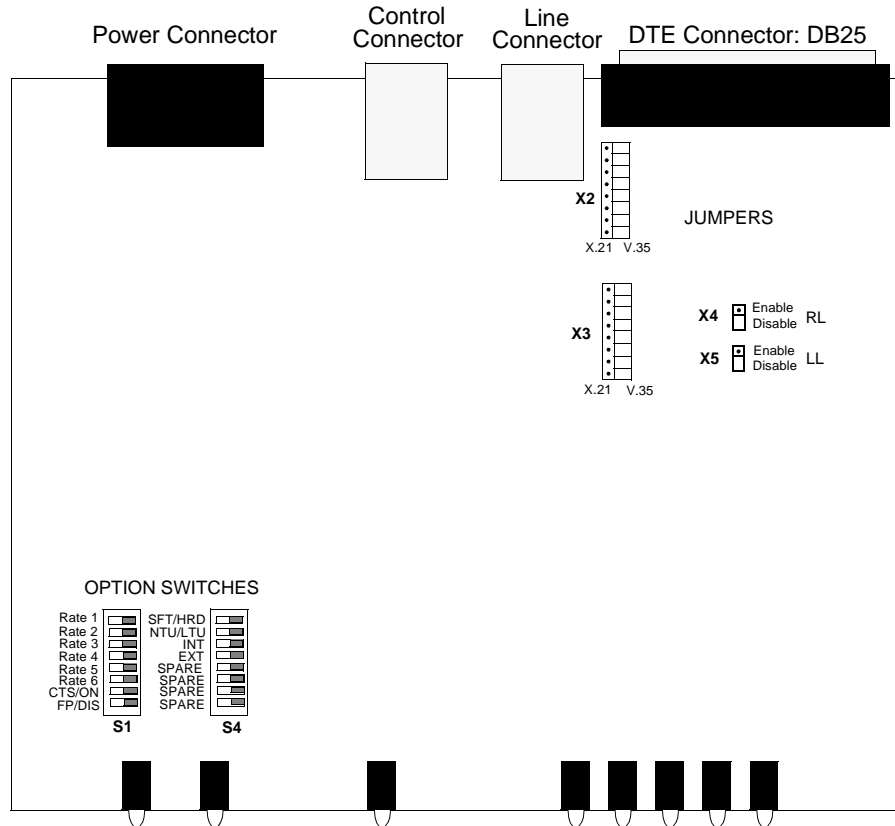 Power Connector
Control
Connector
Line
Connector
DTE Connector: DB25
X2
JUMPERS
X.21 V.35
X3
X4 Enable
Disable RL
X5 Enable
Disable LL
X.21 V.35
OPTION SWITCHES
Rate 1 SFT/HRD
Rate 2 NTU/LTU
Rate 3 INT
Rate 4 EXT
Rate 5 SPARE
Rate 6 SPARE
CTS/ON SPARE
FP/DIS SPARE
S1 S4